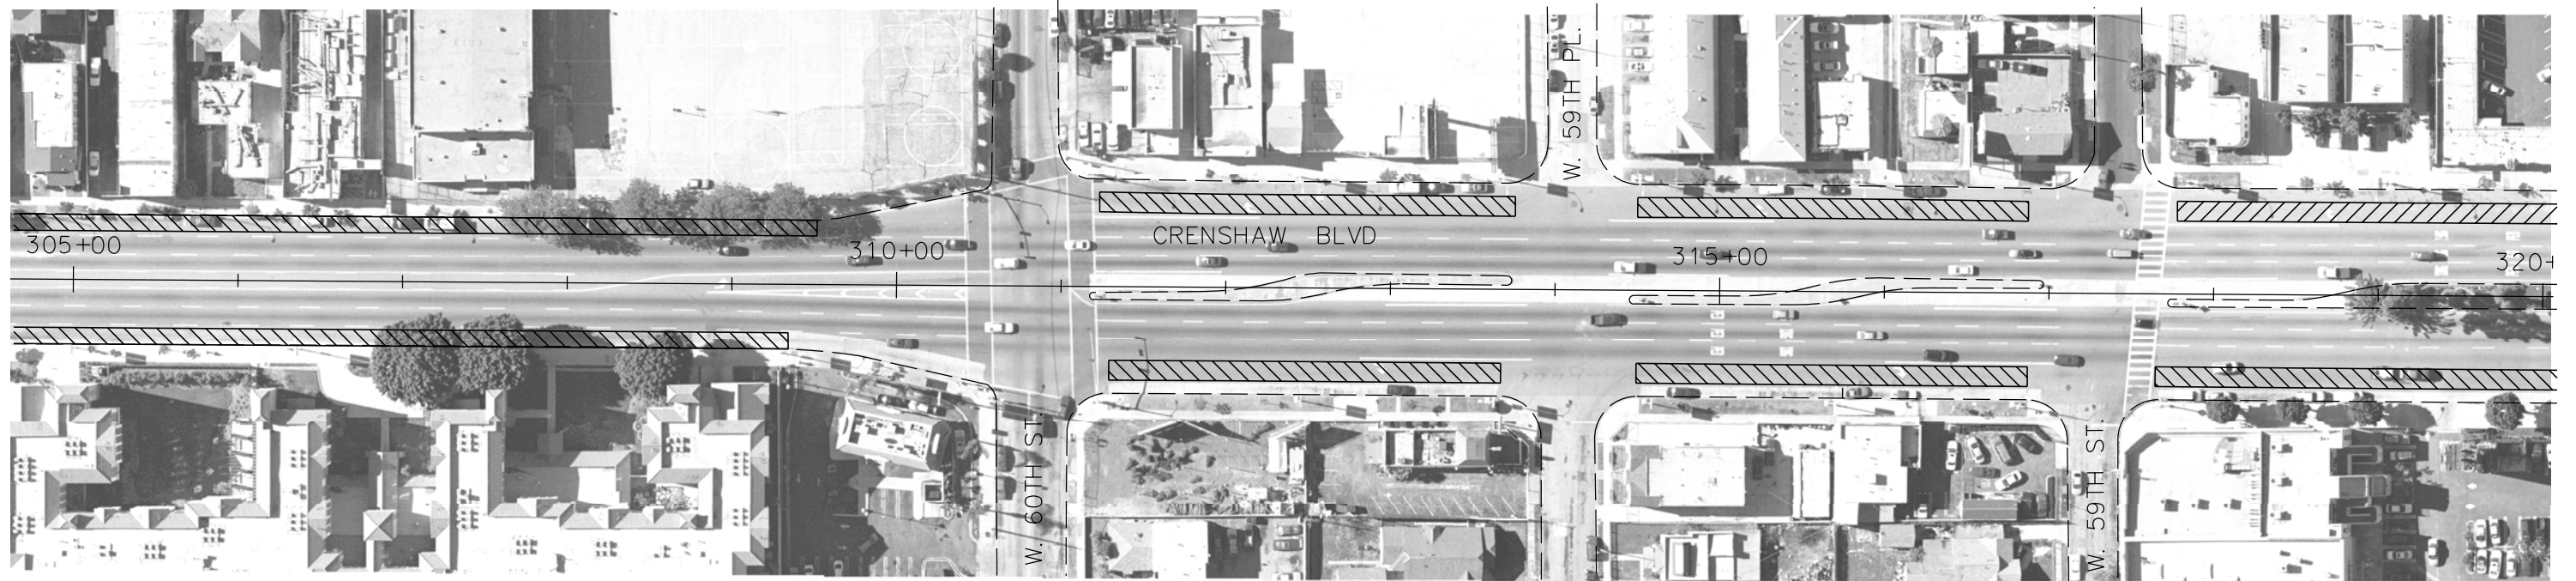 W. 59TH PL.
305+00
310+00
CRENSHAW BLVD
315+00
320+
W. 60TH ST.
W. 59TH ST.